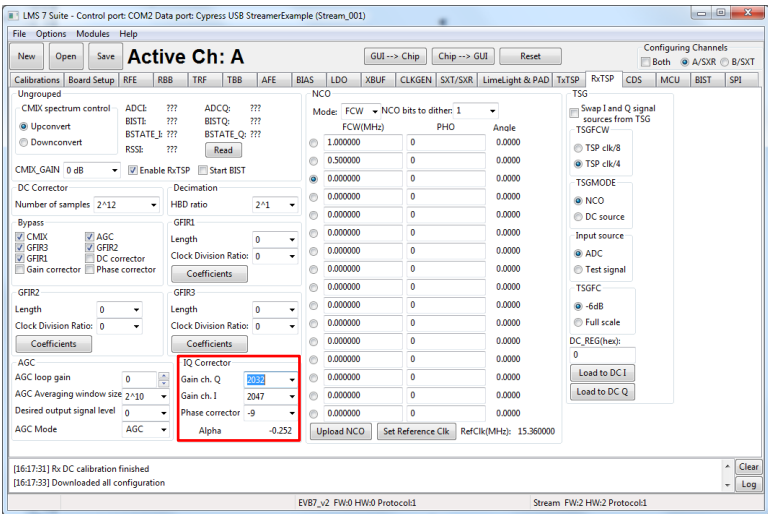 LMS 7 Suite - Control port: COM2 Data port: Cypress USB StreamerExample (Stream_001)
File Options Modules Help
New Open Save Active Ch: A GUI --> Chip Chip --> GUI Reset
Configuring Channels
Both A/SXR B/SXT
Calibrations Board Setup RFE RBB TRF TBB AFE BIAS LDO XBUF CLKGEN SXT/SXR LimeLight & PAD TxTSP RxTSP CDS MCU BIST SPI
Ungrouped
CMIX spectrum control
Upconvert
Downconvert
ADCI: ??? ADCQ: ???
BISTI: ??? BISTQ: ???
BSTATE_I: ??? BSTATE_Q: ???
RSSI: ??? Read
CMIX_GAIN 0 dB Enable RxTSP Start BIST
DC Corrector
Number of samples 2^12
Decimation
HBD ratio 2^1
Bypass
CMIX AGC
GFIR3 GFIR2
GFIR1 DC corrector
Gain corrector Phase corrector
GFIR1
Length 0
Clock Division Ratio: 0
Coefficients
GFIR2
Length 0
Clock Division Ratio: 0
Coefficients
GFIR3
Length 0
Clock Division Ratio: 0
Coefficients
AGC
AGC loop gain 0
AGC Averaging window size 2^10
Desired output signal level 0
AGC Mode AGC
IQ Corrector
Gain ch. Q 2032
Gain ch. I 2047
Phase corrector -9
Alpha -0.252
NCO
Mode: FCW NCO bits to dither: 1
FCW(MHz) PHO Angle
1.000000 0 0.0000
0.500000 0 0.0000
0.000000 0 0.0000
0.000000 0 0.0000
0.000000 0 0.0000
0.000000 0 0.0000
0.000000 0 0.0000
0.000000 0 0.0000
0.000000 0 0.0000
0.000000 0 0.0000
0.000000 0 0.0000
0.000000 0 0.0000
0.000000 0 0.0000
0.000000 0 0.0000
0.000000 0 0.0000
0.000000 0 0.0000
Upload NCO Set Reference Clk RefClk(MHz): 15.360000
TSG
Swap I and Q signal
sources from TSG
TSGFCW
TSP clk/8
TSP clk/4
TSGMODE
NCO
DC source
Input source
ADC
Test signal
TSGFC
-6dB
Full scale
DC_REG(hex):
0
Load to DC I
Load to DC Q
[16:17:31] Rx DC calibration finished
[16:17:33] Downloaded all configuration
Clear
Log
EVB7_v2 FW:0 HW:0 Protocol:1 Stream FW:2 HW:2 Protocol:1